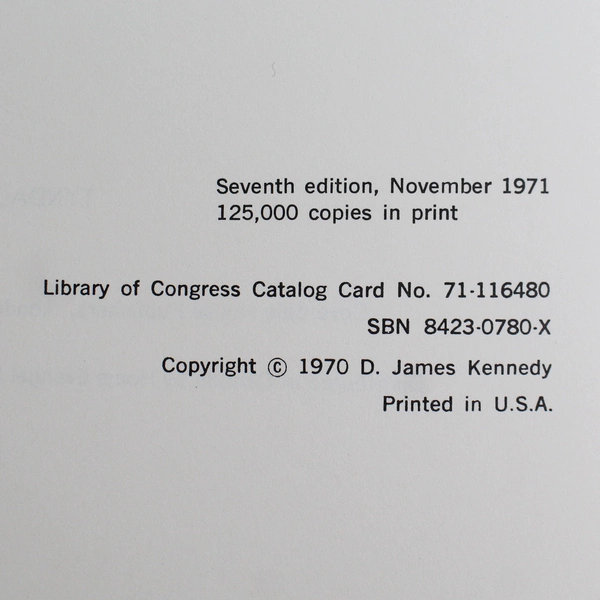 Seventh edition, November 1971
125,000 copies in print
Library of Congress Catalog Card No. 71-116480
SBN 8423-0780-X
Copyright © 1970 D. James Kennedy
Printed in U.S.A.